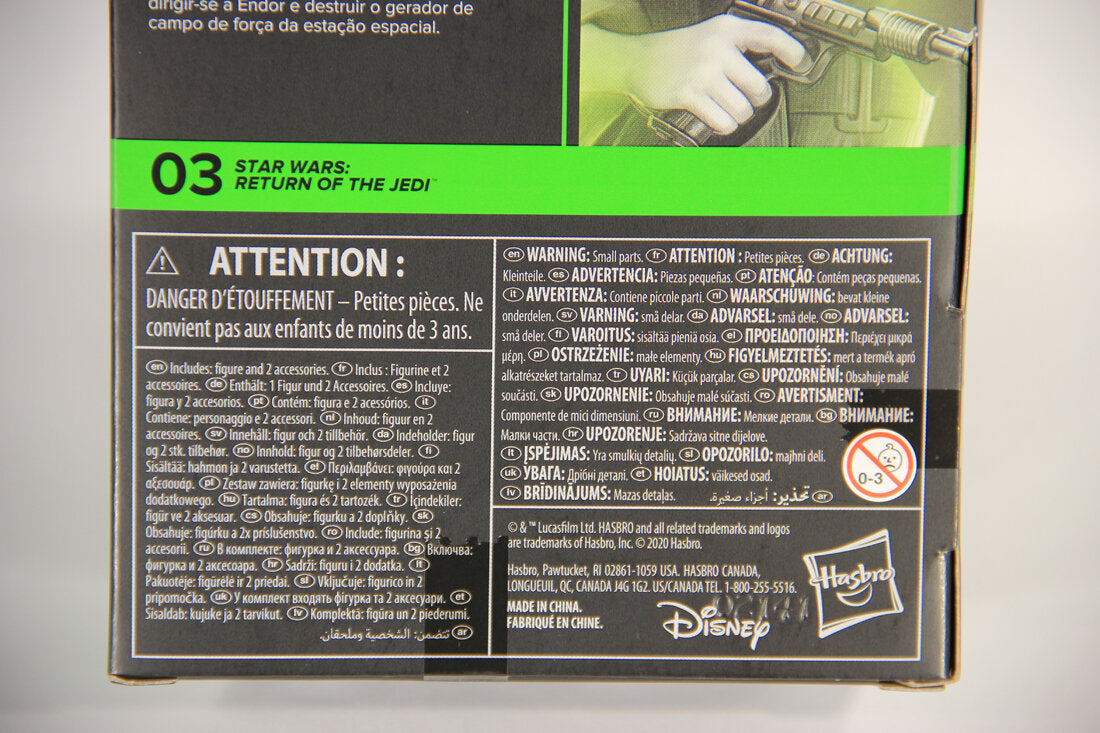 dirigir-se a Endor e destruir o gerador de
campo de força da estação espacial.
03 STAR WARS:
RETURN OF THE JEDI™
ATTENTION :
DANGER D'ÉTOUFFEMENT – Petites pièces. Ne
convient pas aux enfants de moins de 3 ans.
en Includes: figure and 2 accessories. fr Inclus : Figurine et 2
accessoires. de Enthält: 1 Figur und 2 Accessoires. es Incluye:
figura y 2 accesorios. pt Contém: figura e 2 acessórios. it
Contiene: personaggio e 2 accessori. nl Inhoud: figuur en 2
accessoires. sv Innehåll: figur och 2 tillbehör. da Indeholder: figur
og 2 stk. tilbehør. no Innhold: figur og 2 tilbehørsdeler. fi
Sisältää: hahmon ja 2 varustetta. el Περιλαμβάνει: φιγούρα και 2
αξεσουάρ. pl Zestaw zawiera: figurkę i 2 elementy wyposażenia
dodatkowego. hu Tartalma: figura és 2 tartozék. tr İçindekiler:
figür ve 2 aksesuar. cs Obsahuje: figurku a 2 doplňky. sk
Obsahuje: figúrku a 2x príslušenstvo. ro Include: figurina și 2
accesorii. ru В комплекте: фигурка и 2 аксессуара. bg Включва:
фигурка и 2 аксесоара. hr Sadrži: figuru i 2 dodatka. lt
Pakuotėje: figūrėlė ir 2 priedai. sl Vključuje: figurico in 2
pripomočka. uk У комплект входять фігурка та 2 аксесуари. et
Sisaldab: kujuke ja 2 tarvikut. lv Komplektā: figūra un 2 piederumi.
ar تتضمن: الشخصية وملحقان.
en WARNING: Small parts. fr ATTENTION : Petites pièces. de ACHTUNG:
Kleinteile. es ADVERTENCIA: Piezas pequeñas. pt ATENÇÃO: Contém peças pequenas.
it AVVERTENZA: Contiene piccole parti. nl WAARSCHUWING: bevat kleine
onderdelen. sv VARNING: små delar. da ADVARSEL: små dele. no ADVARSEL:
små deler. fi VAROITUS: sisältää pieniä osia. el ΠΡΟΕΙΔΟΠΟΙΗΣΗ: Περιέχει μικρά
μέρη. pl OSTRZEŻENIE: małe elementy. hu FIGYELMEZTETÉS: mert a termék apró
alkatrészeket tartalmaz. tr UYARI: Küçük parçalar. cs UPOZORNĚNÍ: Obsahuje malé
součásti. sk UPOZORNENIE: Obsahuje malé súčasti. ro AVERTISMENT:
Componente de mici dimensiuni. ru ВНИМАНИЕ: Мелкие детали. bg ВНИМАНИЕ:
Малки части. hr UPOZORENJE: Sadržava sitne dijelove.
lt ĮSPĖJIMAS: Yra smulkių detalių. sl OPOZORILO: majhni deli.
uk УВАГА: Дрібні деталі. et HOIATUS: väikesed osad.
lv BRĪDINĀJUMS: Mazas detaļas. ar تحذير: أجزاء صغيرة.
0-3
© & ™ Lucasfilm Ltd. HASBRO and all related trademarks and logos
are trademarks of Hasbro, Inc. © 2020 Hasbro.
Hasbro, Pawtucket, RI 02861-1059 USA. HASBRO CANADA,
LONGUEUIL, QC, CANADA J4G 1G2. US/CANADA TEL. 1-800-255-5516.
MADE IN CHINA.
FABRIQUÉ EN CHINE.
Disney
Hasbro